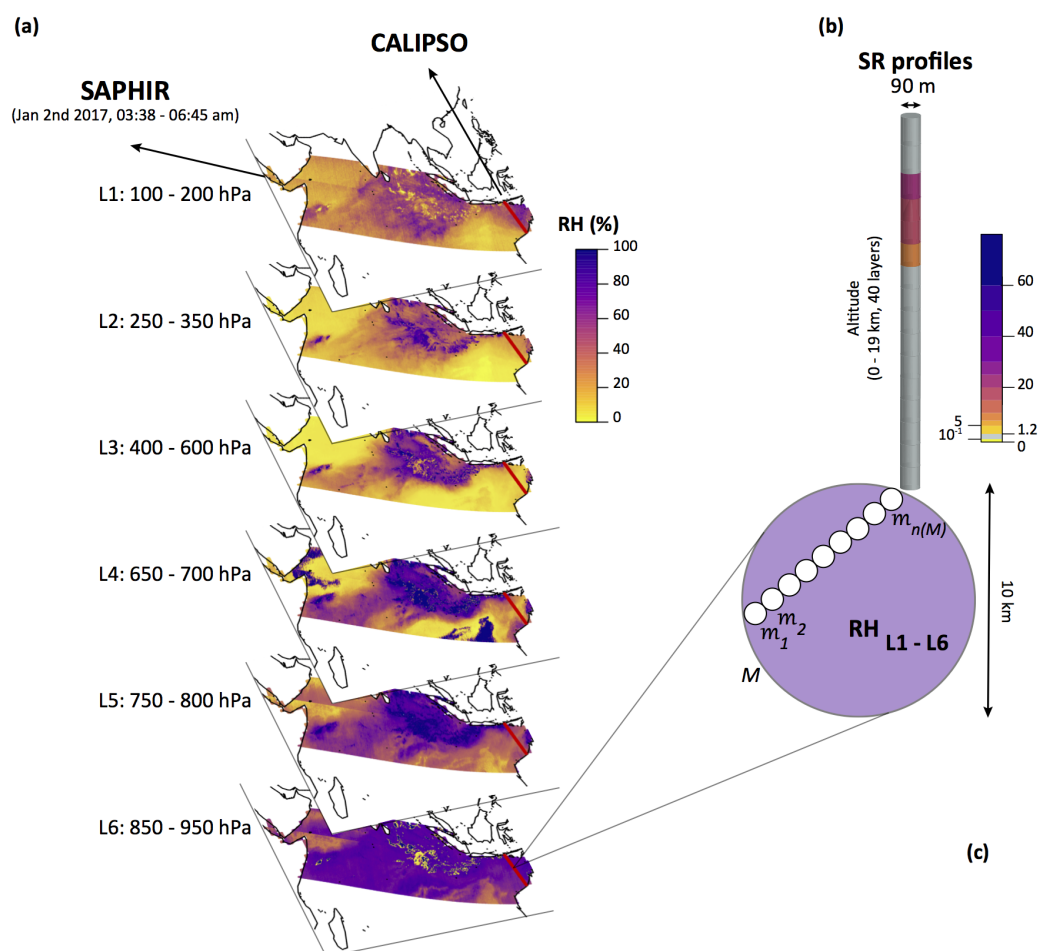 (a)
CALIPSO
SAPHIR
(Jan 2nd 2017, 03:38 - 06:45 am)
L1: 100 - 200 hPa
L2: 250 - 350 hPa
L3: 400 - 600 hPa
L4: 650 - 700 hPa
L5: 750 - 800 hPa
L6: 850 - 950 hPa
RH (%)
100
80
60
40
20
0
(b)
SR profiles
90 m
Altitude
(0 - 19 km, 40 layers)
60
40
20
5
10-1
1.2
0
mn(M)
m2
m1
M
RH L1 - L6
10 km
(c)